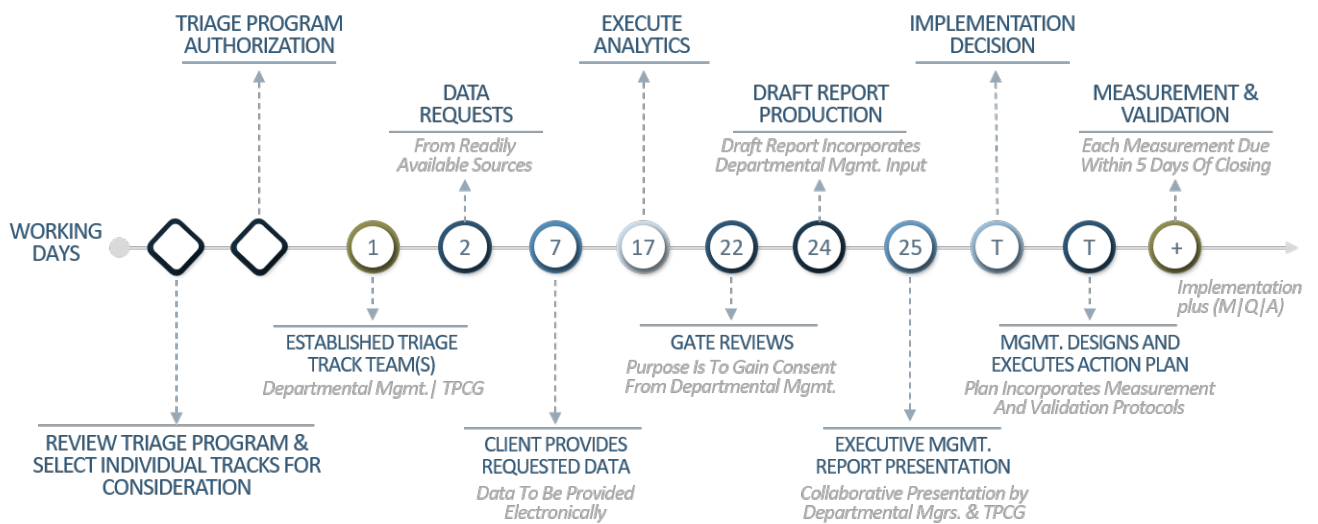 TRIAGE PROGRAM
AUTHORIZATION
EXECUTE
ANALYTICS
IMPLEMENTATION
DECISION
DATA
REQUESTS
From Readily
Available Sources
DRAFT REPORT
PRODUCTION
Draft Report Incorporates
Departmental Mgmt. Input
MEASUREMENT &
VALIDATION
Each Measurement Due
Within 5 Days Of Closing
WORKING
DAYS
1
2
7
17
22
24
25
T
T
+
Implementation
plus (M|Q|A)
ESTABLISHED TRIAGE
TRACK TEAM(S)
Departmental Mgmt.| TPCG
GATE REVIEWS
Purpose Is To Gain Consent
From Departmental Mgmt.
MGMT. DESIGNS AND
EXECUTES ACTION PLAN
Plan Incorporates Measurement
And Validation Protocols
REVIEW TRIAGE PROGRAM &
SELECT INDIVIDUAL TRACKS FOR
CONSIDERATION
CLIENT PROVIDES
REQUESTED DATA
Data To Be Provided
Electronically
EXECUTIVE MGMT.
REPORT PRESENTATION
Collaborative Presentation by
Departmental Mgrs. & TPCG